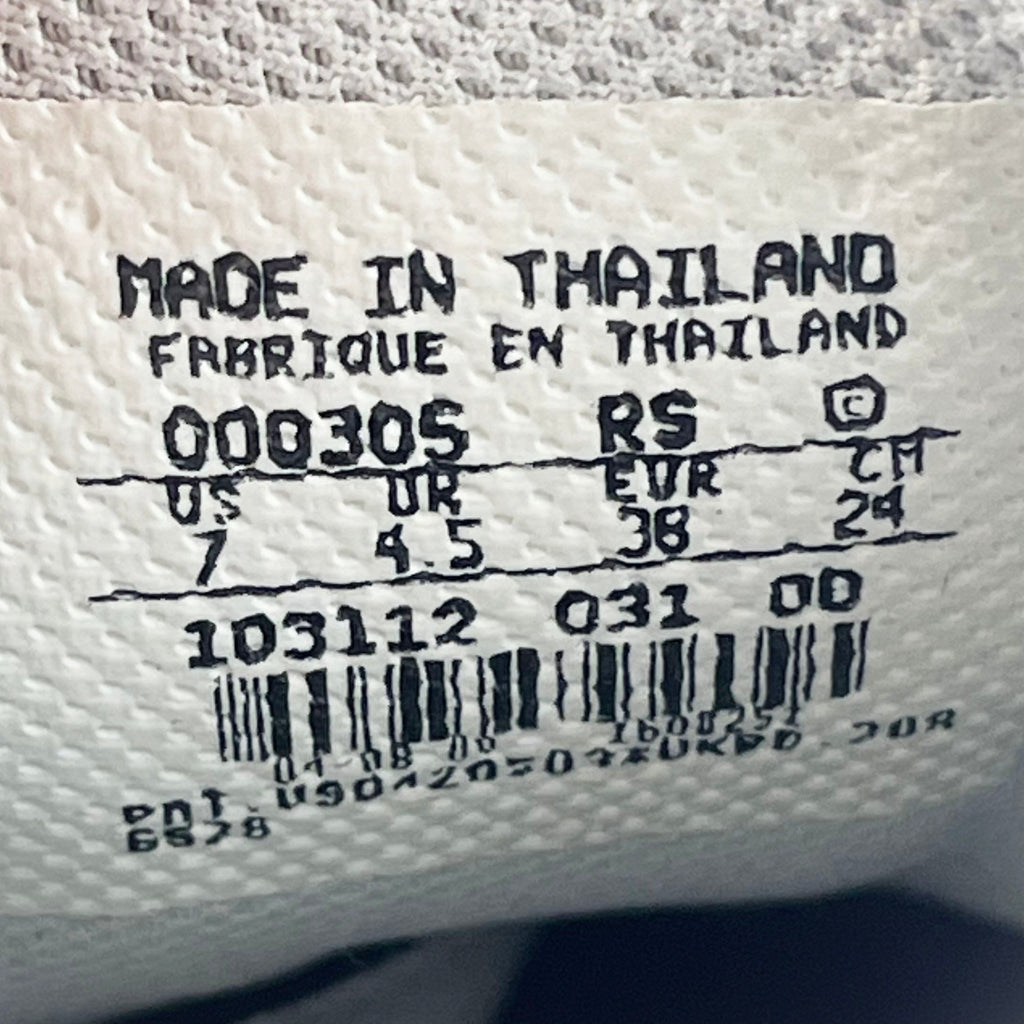 MADE IN THAILAND
FABRIQUE EN THAILAND
000305 RS ©
US UK EUR CM
7 4.5 38 24
103112 031 00